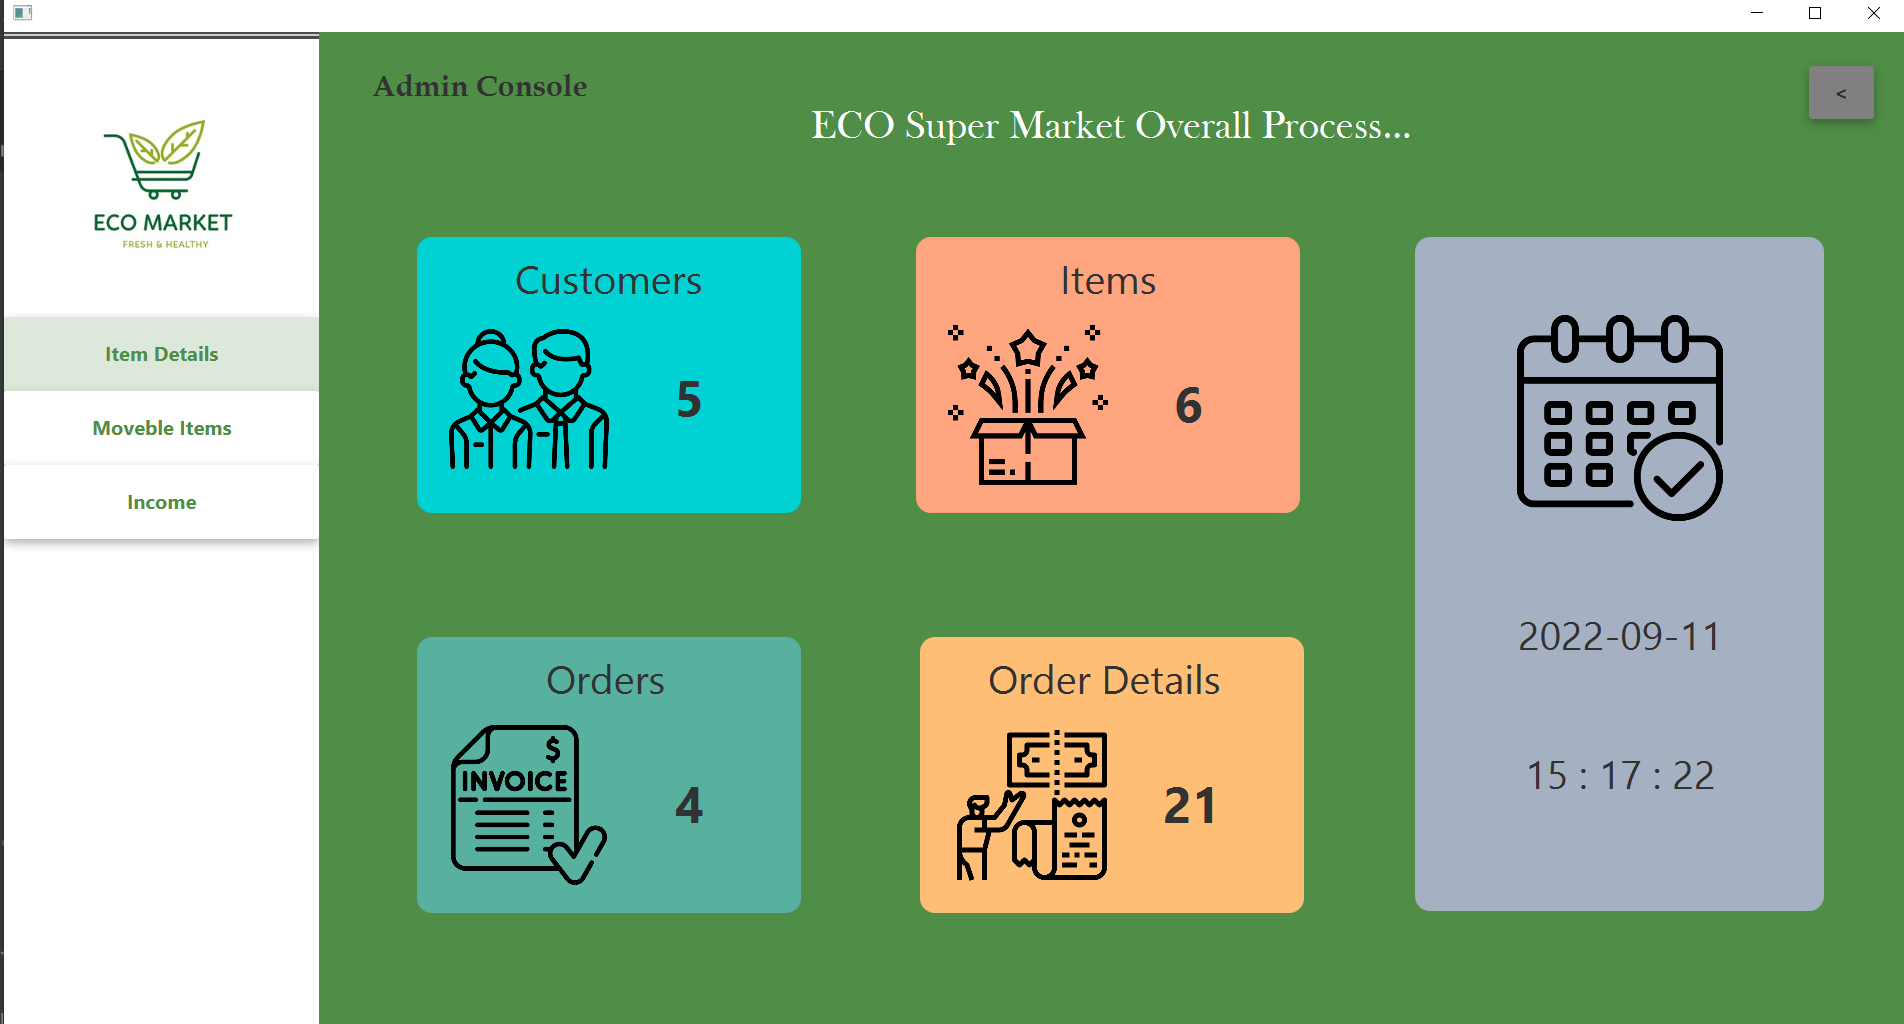 Admin Console
<
ECO Super Market Overall Process...
ECO MARKET
FRESH & HEALTHY
Item Details
Moveble Items
Income
Customers
5
Items
6
Orders
$
INVOICE
4
Order Details
21
2022-09-11
15 : 17 : 22